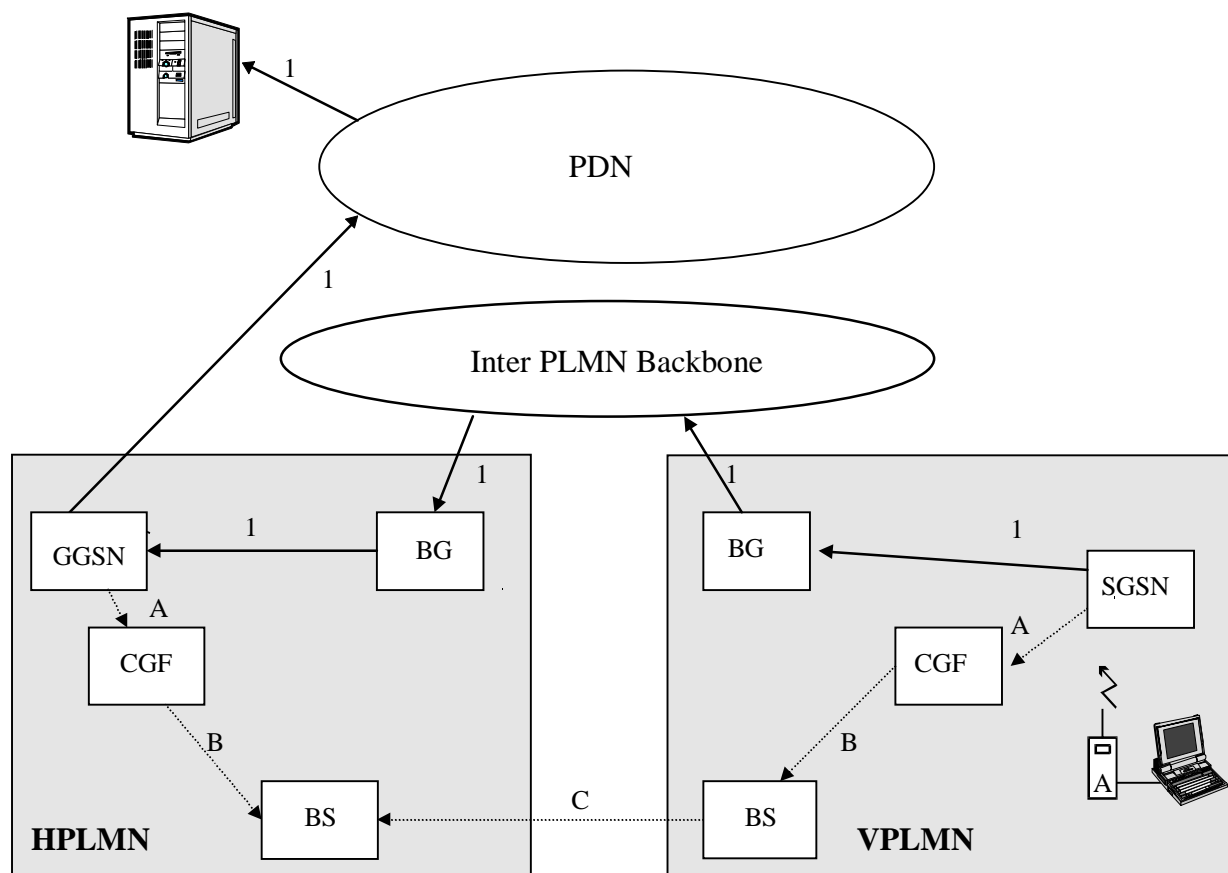 1
PDN
1
Inter PLMN Backbone
1
1
GGSN
1
BG
BG
1
SGSN
A
CGF
A
CGF
B
B
A
BS
C
BS
HPLMN
VPLMN